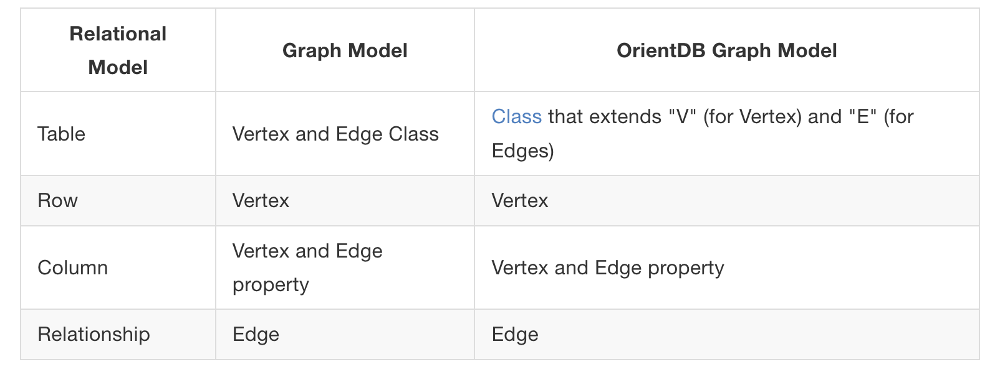 Relational
Model
Graph Model
OrientDB Graph Model
Table
Vertex and Edge Class
Class that extends "V" (for Vertex) and "E" (for
Edges)
Row
Vertex
Vertex
Column
Vertex and Edge
property
Vertex and Edge property
Relationship
Edge
Edge